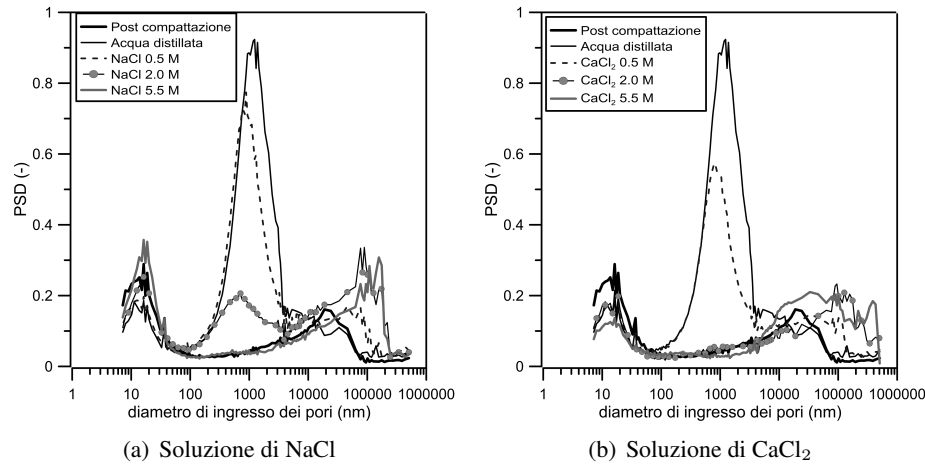 Post compattazione
Acqua distillata
NaCl 0.5 M
NaCl 2.0 M
NaCl 5.5 M
1
0.8
0.6
0.4
0.2
0
PSD (-)
1 10 100 1000 10000 100000 1000000
diametro di ingresso dei pori (nm)
(a) Soluzione di NaCl
Post compattazione
Acqua distillata
CaCl₂ 0.5 M
CaCl₂ 2.0 M
CaCl₂ 5.5 M
1
0.8
0.6
0.4
0.2
0
PSD (-)
1 10 100 1000 10000 100000 1000000
diametro di ingresso dei pori (nm)
(b) Soluzione di CaCl₂